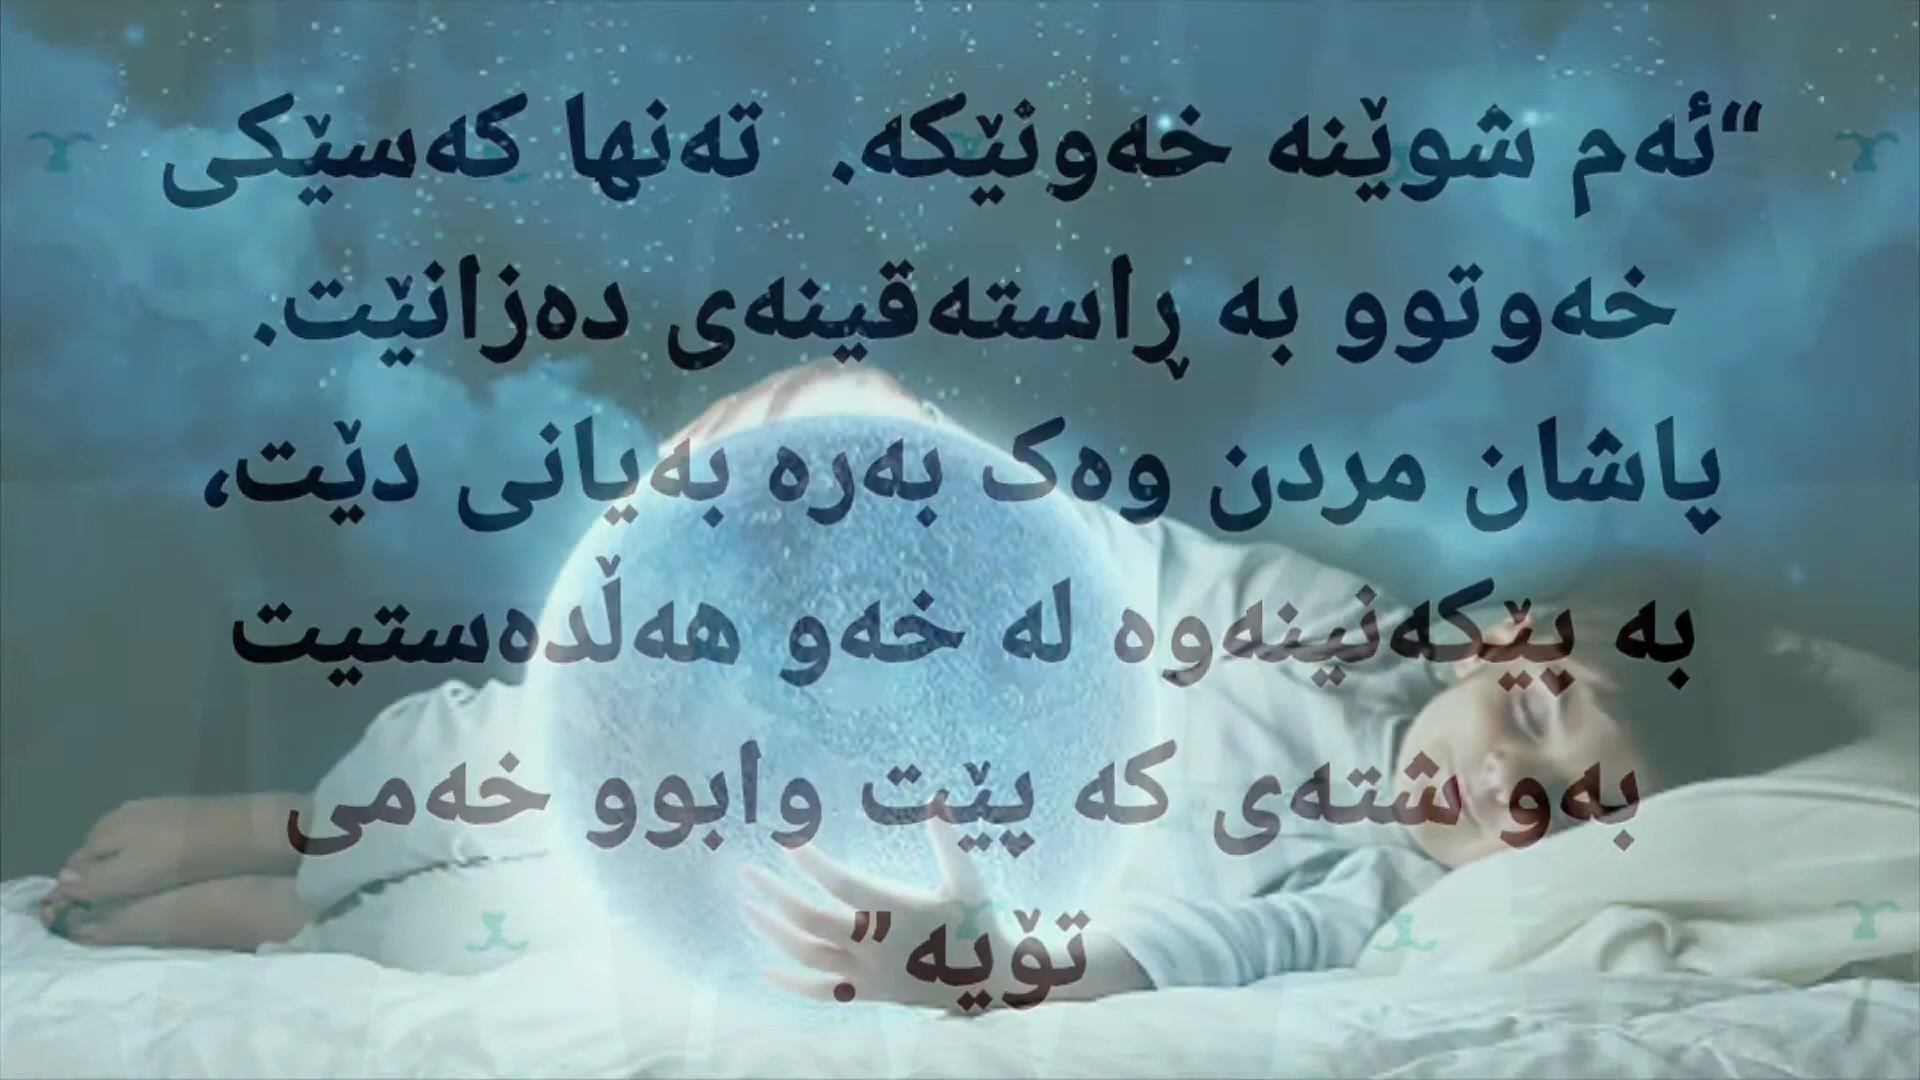 “ئەم شوێنە خەونێکە. تەنها کەسێکی
خەوتوو بە ڕاستەقینەی دەزانێت.
پاشان مردن وەک بەرە بەیانی دێت،
بە پێکەنینەوە لە خەو هەڵدەستیت
بەو شتەی کە پێت وابوو خەمی
تۆیە”.